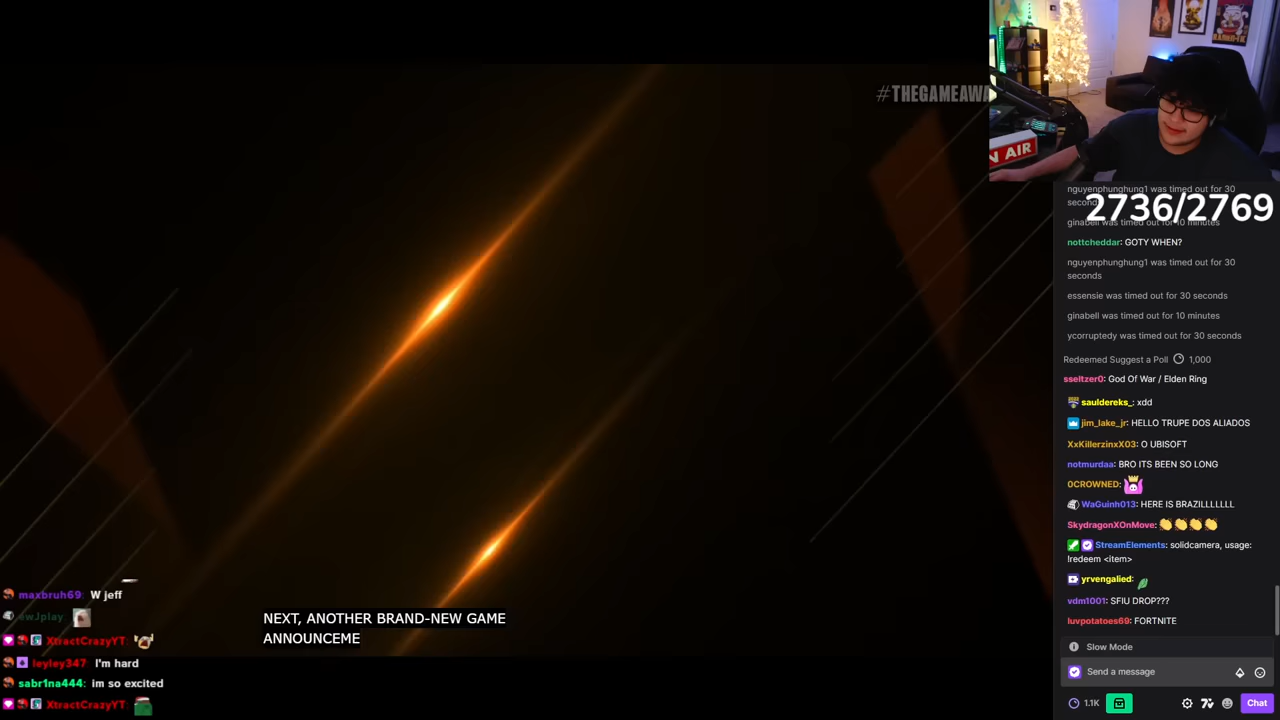 #THEGAMEAWA
N AIR
nguyenphunghung1 was timed out for 30
seconds
2736/2769
ginabell was timed out for 10 minutes
nottcheddar: GOTY WHEN?
nguyenphunghung1 was timed out for 30
seconds
essensie was timed out for 30 seconds
ginabell was timed out for 10 minutes
ycorruptedy was timed out for 30 seconds
Redeemed Suggest a Poll 1,000
sseltzer0: God Of War / Elden Ring
sauldereks_: xdd
jim_lake_jr: HELLO TRUPE DOS ALIADOS
XxKillerzinxX03: O UBISOFT
notmurdaa: BRO ITS BEEN SO LONG
0CROWNED:
WaGuinh013: HERE IS BRAZILLLLLLL
SkydragonXOnMove:
StreamElements: solidcamera, usage:
!redeem <item>
yrvengalied:
vdm1001: SFIU DROP???
luvpotatoes69: FORTNITE
Slow Mode
Send a message
1.1K
Chat
maxbruh69: W jeff
ewJplay:
XtractCrazyYT:
leyley347 I'm hard
sabr1na444: im so excited
XtractCrazyYT:
NEXT, ANOTHER BRAND-NEW GAME
ANNOUNCEME